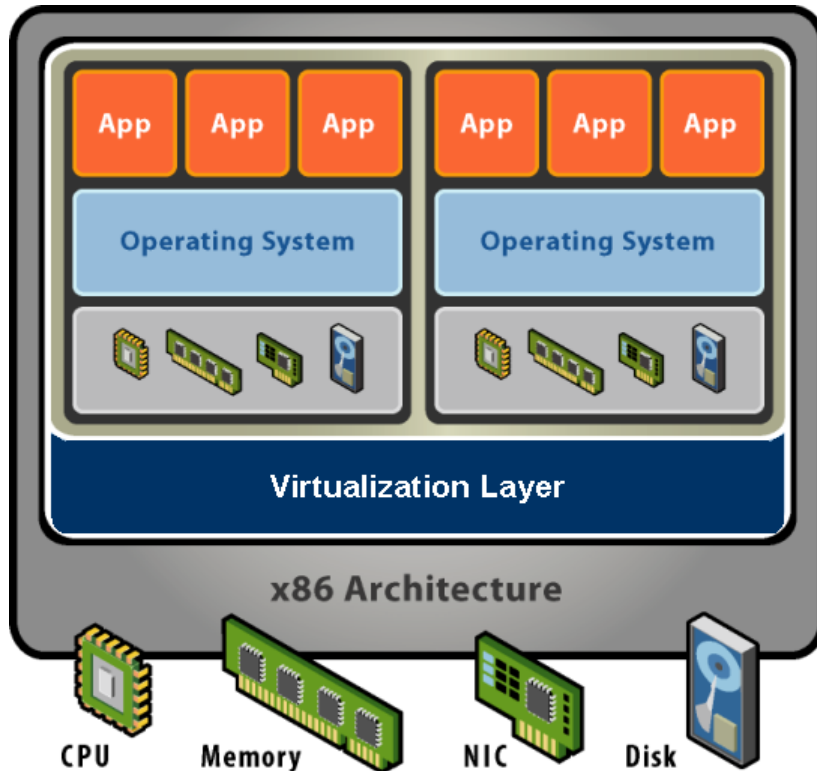 App App App App App App
Operating System Operating System
Virtualization Layer
x86 Architecture
CPU Memory NIC Disk